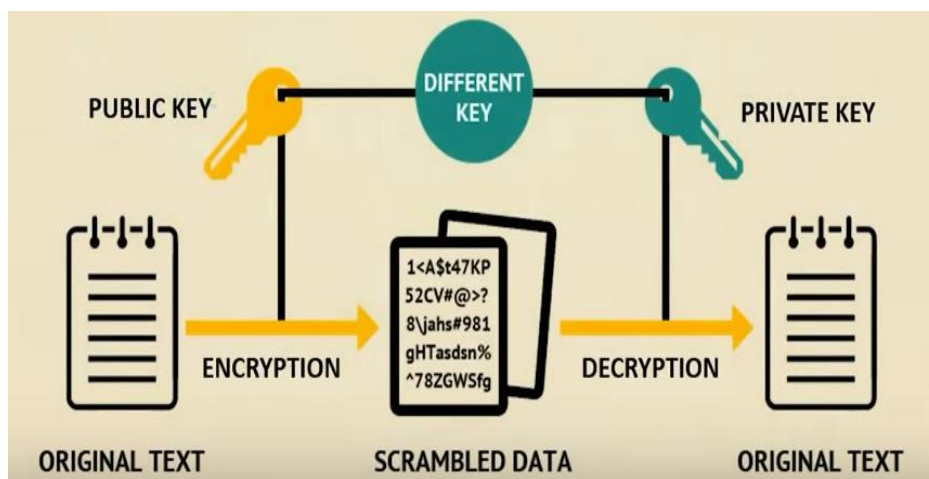 DIFFERENT
KEY
PUBLIC KEY
PRIVATE KEY
1<A$t47KP
52CV#@>?
8\jahs#981
gHTasdsn%
^78ZGWSfg
ENCRYPTION
DECRYPTION
ORIGINAL TEXT
SCRAMBLED DATA
ORIGINAL TEXT